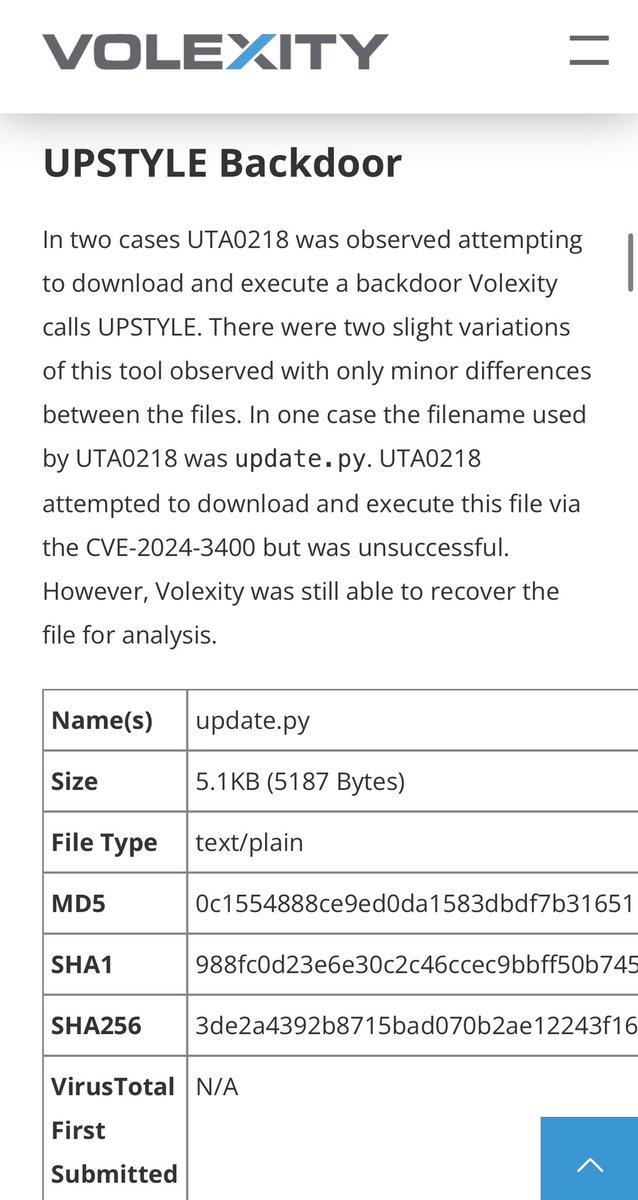 VOLEXITY
UPSTYLE Backdoor
In two cases UTA0218 was observed attempting
to download and execute a backdoor Volexity
calls UPSTYLE. There were two slight variations
of this tool observed with only minor differences
between the files. In one case the filename used
by UTA0218 was update.py. UTA0218
attempted to download and execute this file via
the CVE-2024-3400 but was unsuccessful.
However, Volexity was still able to recover the
file for analysis.
Name(s) update.py
Size 5.1KB (5187 Bytes)
File Type text/plain
MD5 0c1554888ce9ed0da1583dbdf7b31651
SHA1 988fc0d23e6e30c2c46ccec9bbff50b745
SHA256 3de2a4392b8715bad070b2ae12243f16
VirusTotal N/A
First
Submitted